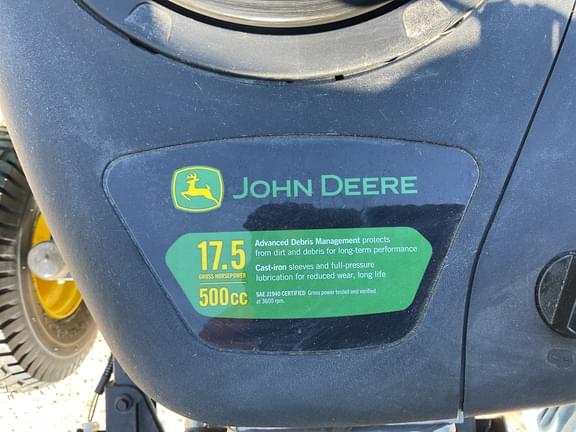 JOHN DEERE
17.5
GROSS HORSEPOWER
500cc
Advanced Debris Management protects
from dirt and debris for long-term performance
Cast-iron sleeves and full-pressure
lubrication for reduced wear, long life
SAE J1940 CERTIFIED Gross power tested and verified
at 3600 rpm.